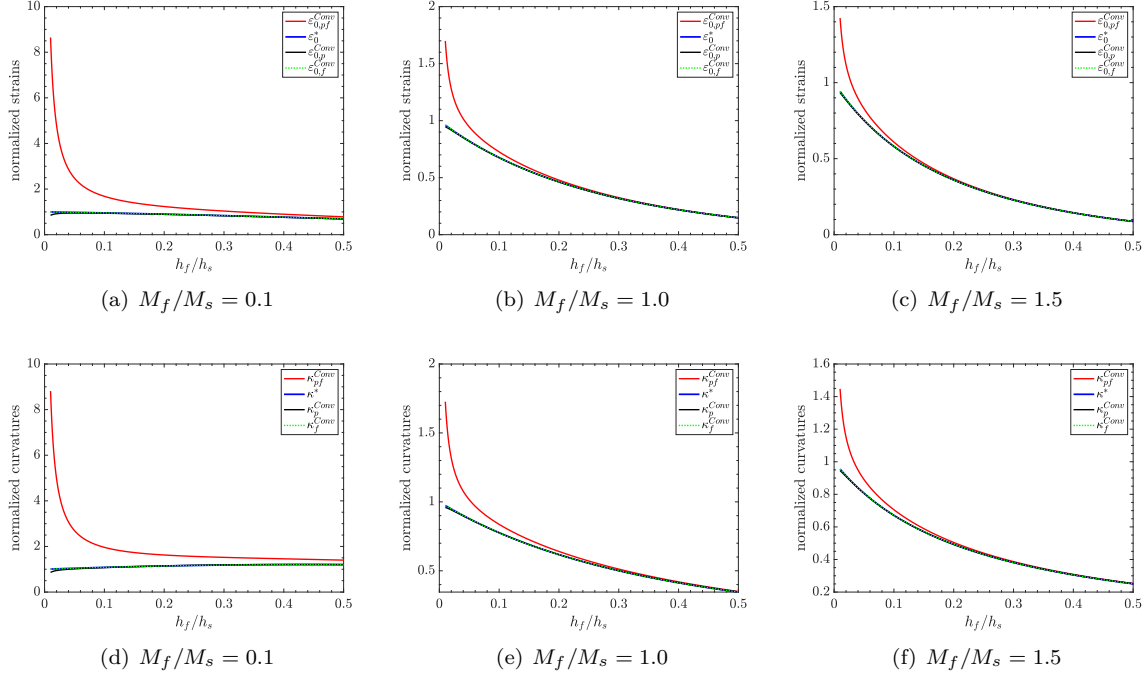 normalized strains
10
8
6
4
2
0
0 0.1 0.2 0.3 0.4 0.5
h_f/h_s
ε_{0,pf}^{Conv}
ε_0^*
ε_{0,p}^{Conv}
ε_{0,f}^{Conv}
(a) M_f/M_s = 0.1
normalized strains
2
1.5
1
0.5
0
0 0.1 0.2 0.3 0.4 0.5
h_f/h_s
ε_{0,pf}^{Conv}
ε_0^*
ε_{0,p}^{Conv}
ε_{0,f}^{Conv}
(b) M_f/M_s = 1.0
normalized strains
1.5
1
0.5
0
0 0.1 0.2 0.3 0.4 0.5
h_f/h_s
ε_{0,pf}^{Conv}
ε_0^*
ε_{0,p}^{Conv}
ε_{0,f}^{Conv}
(c) M_f/M_s = 1.5
normalized curvatures
10
8
6
4
2
0
0 0.1 0.2 0.3 0.4 0.5
h_f/h_s
κ_{pf}^{Conv}
κ^*
κ_p^{Conv}
κ_f^{Conv}
(d) M_f/M_s = 0.1
normalized curvatures
2
1.5
1
0.5
0 0.1 0.2 0.3 0.4 0.5
h_f/h_s
κ_{pf}^{Conv}
κ^*
κ_p^{Conv}
κ_f^{Conv}
(e) M_f/M_s = 1.0
normalized curvatures
1.6
1.4
1.2
1
0.8
0.6
0.4
0.2
0 0.1 0.2 0.3 0.4 0.5
h_f/h_s
κ_{pf}^{Conv}
κ^*
κ_p^{Conv}
κ_f^{Conv}
(f) M_f/M_s = 1.5